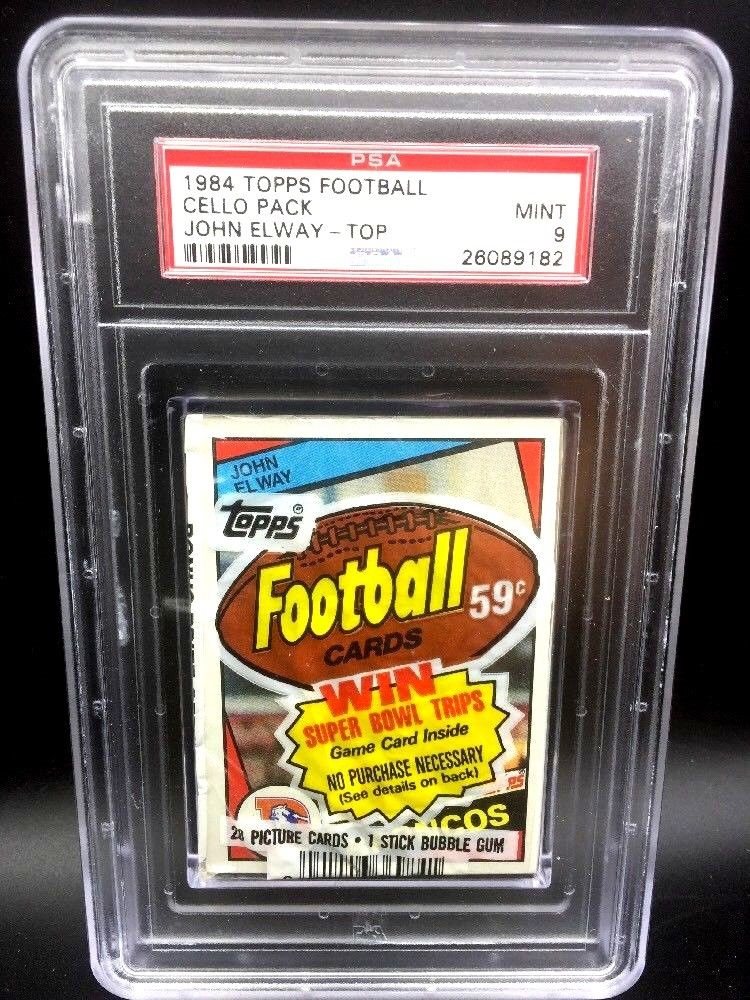 PSA
1984 TOPPS FOOTBALL
CELLO PACK MINT
JOHN ELWAY - TOP 9
26089182
JOHN
ELWAY
TOPPS®
Football 59¢
CARDS
WIN
SUPER BOWL TRIPS
Game Card Inside
NO PURCHASE NECESSARY
(See details on back)
NCOS
28 PICTURE CARDS • 1 STICK BUBBLE GUM